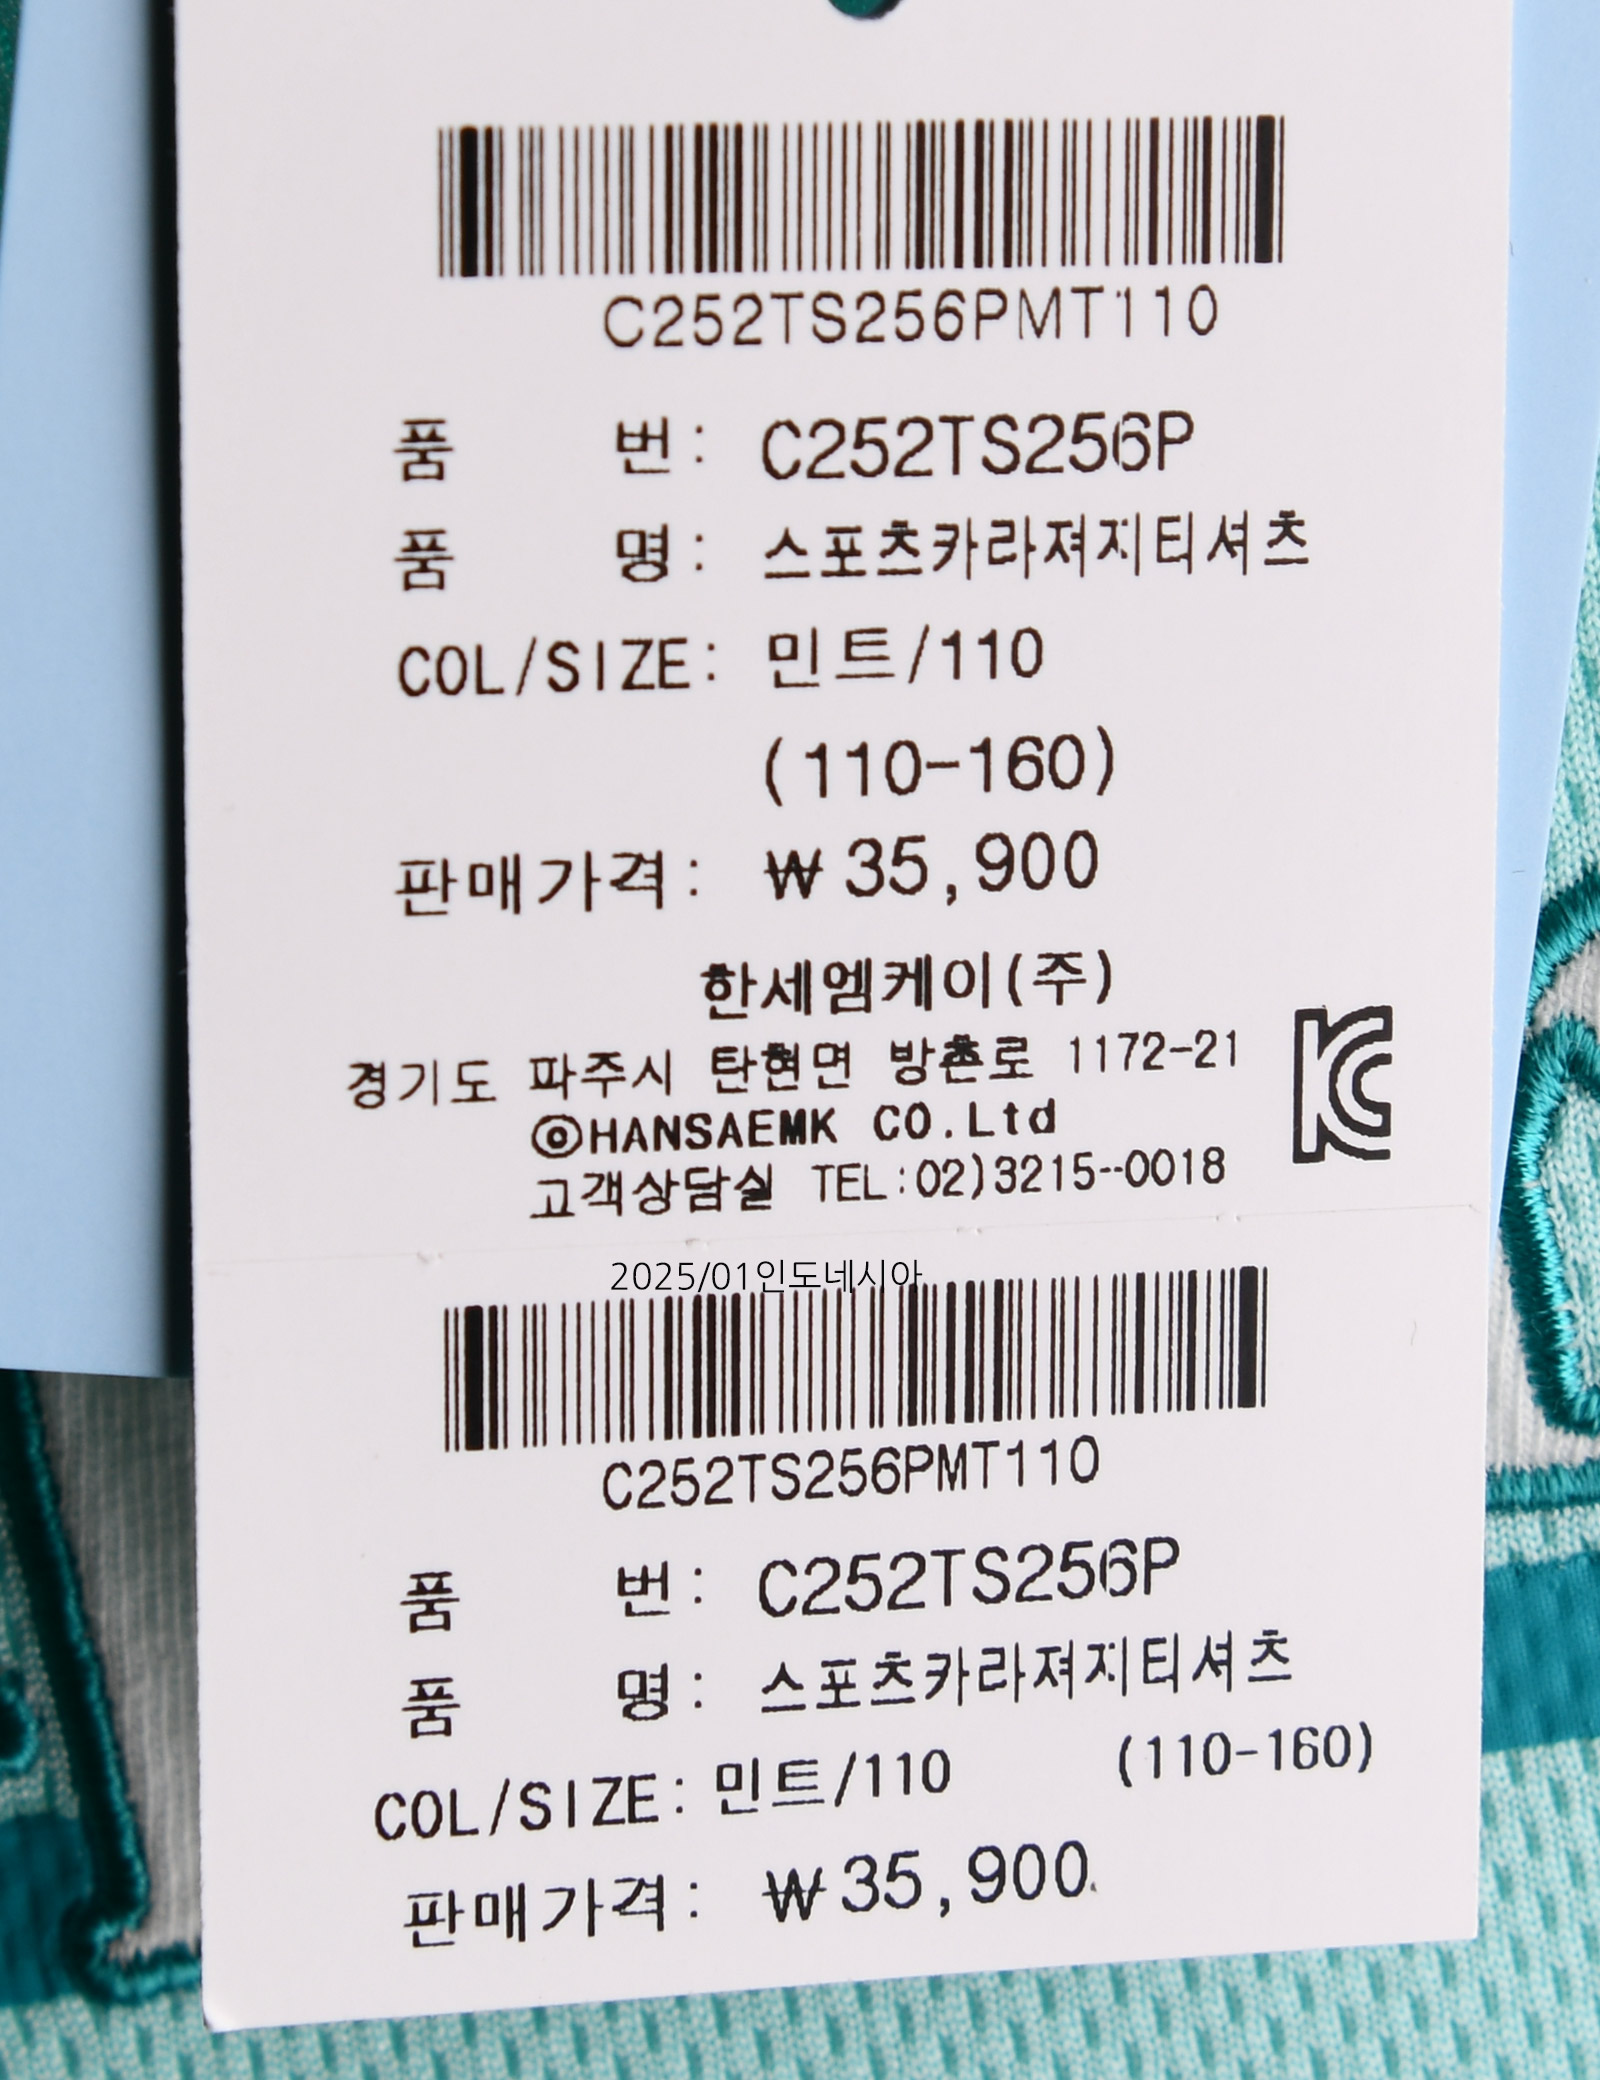 C252TS256PMT110
품 번: C252TS256P
품 명: 스포츠카라져지티셔츠
COL/SIZE: 민트/110
(110-160)
판매가격: ₩35,900
한세엠케이(주)
경기도 파주시 탄현면 방촌로 1172-21
◎HANSAEMK CO.Ltd
고객상담실 TEL:02)3215--0018
2025/01인도네시아
C252TS256PMT110
품 번: C252TS256P
품 명: 스포츠카라져지티셔츠
COL/SIZE: 민트/110 (110-160)
판매가격: ₩35,900